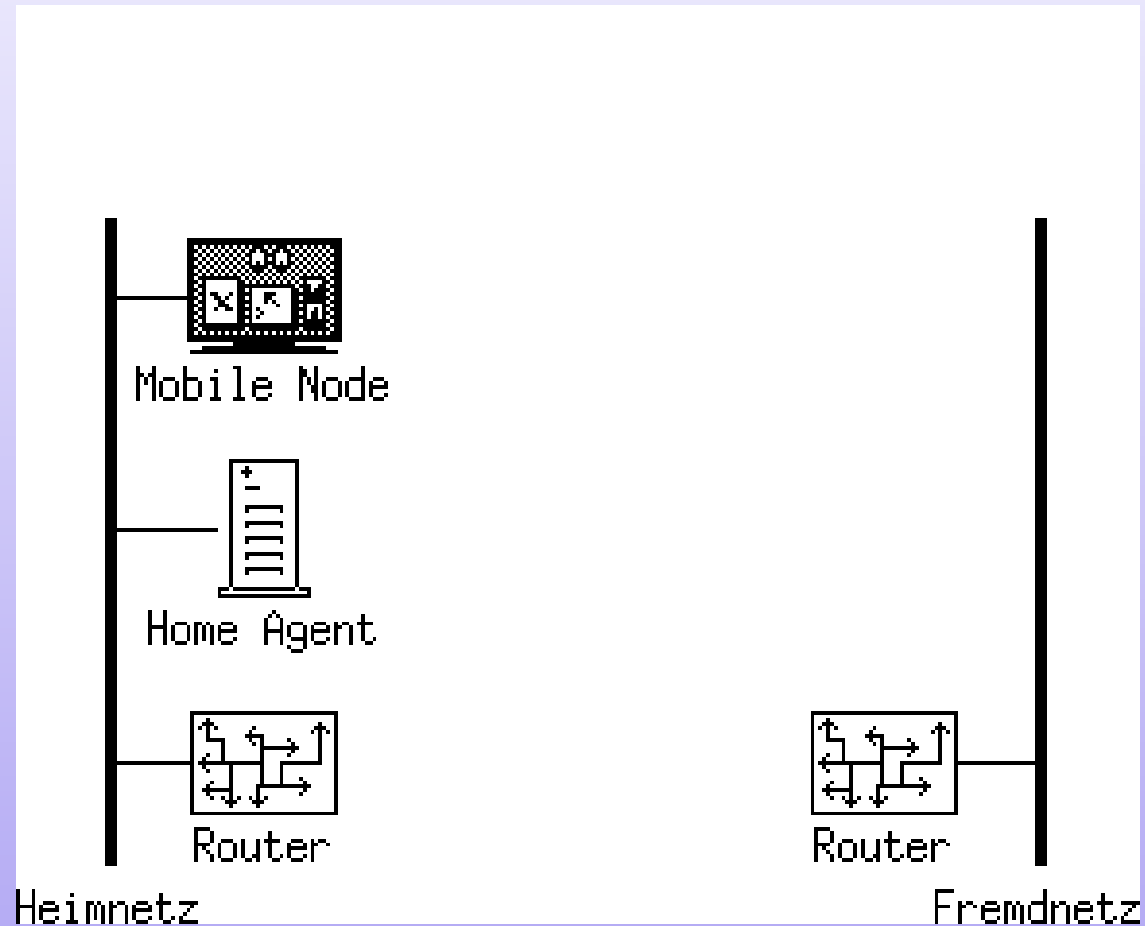 Mobile Node
Home Agent
Router
Router
Heimnetz
Fremdnetz